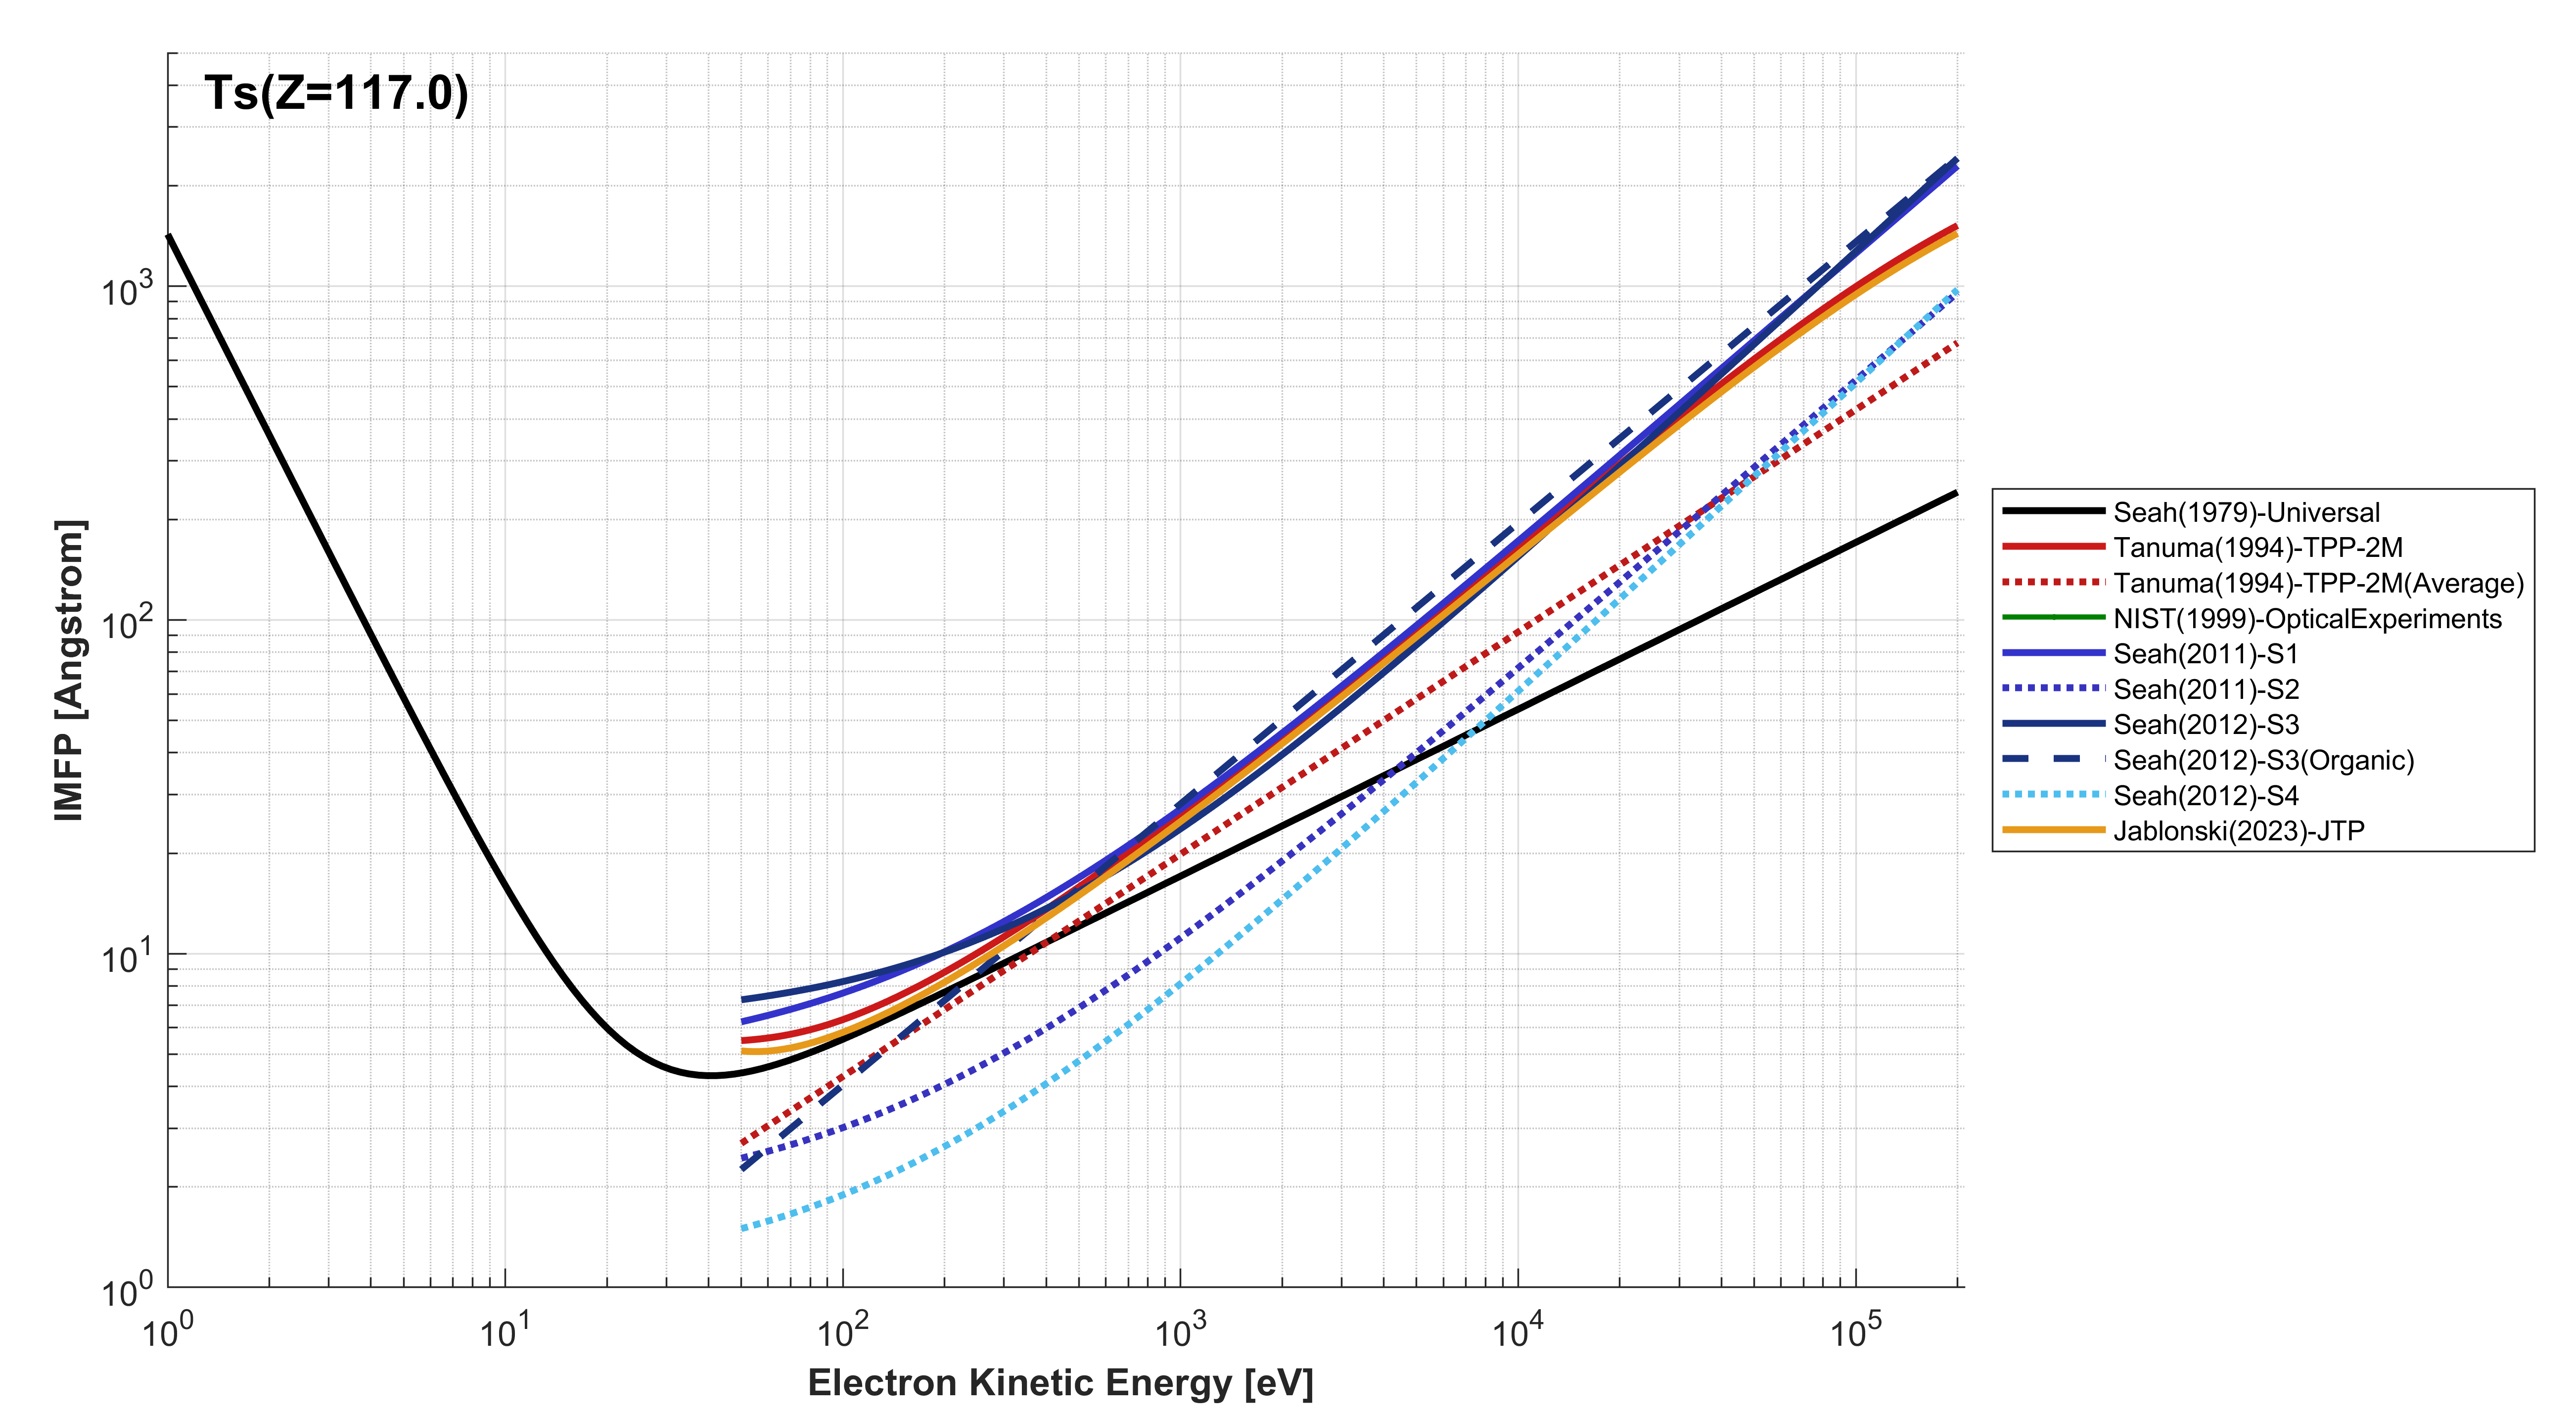 Ts(Z=117.0)
IMFP [Angstrom]
10^3
10^2
10^1
10^0
10^0 10^1 10^2 10^3 10^4 10^5
Electron Kinetic Energy [eV]
Seah(1979)-Universal
Tanuma(1994)-TPP-2M
Tanuma(1994)-TPP-2M(Average)
NIST(1999)-OpticalExperiments
Seah(2011)-S1
Seah(2011)-S2
Seah(2012)-S3
Seah(2012)-S3(Organic)
Seah(2012)-S4
Jablonski(2023)-JTP